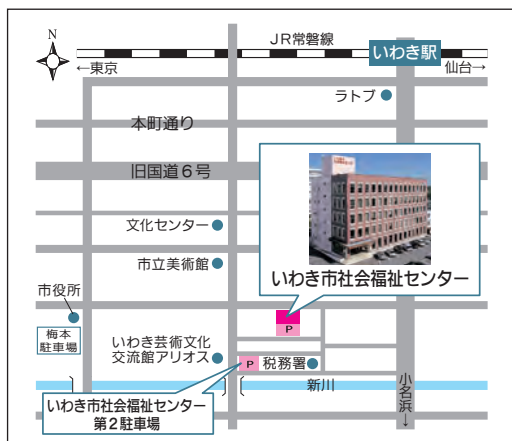 N
JR常磐線
いわき駅
←東京
仙台→
ラトブ
本町通り
旧国道6号
文化センター
市立美術館
いわき市社会福祉センター
市役所
梅本
駐車場
P
いわき芸術文化
交流館アリオス
P
税務署
新川
小名浜→
いわき市社会福祉センター
第2駐車場